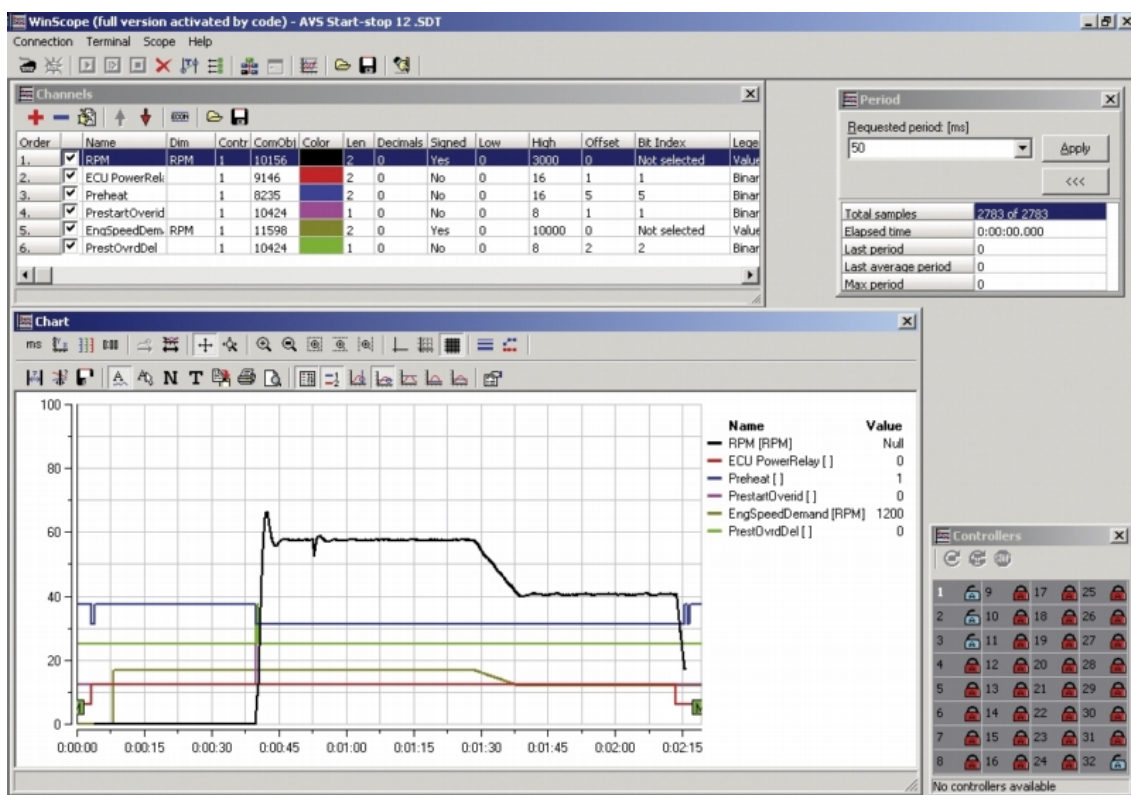 WinScope (full version activated by code) - AVS Start-stop 12 .SDT
Connection Terminal Scope Help
Channels
Order Name Dim Contr ComObj Color Len Decimals Signed Low High Offset Bit Index Lege
1. RPM RPM 1 10156 2 0 Yes 0 3000 0 Not selected Value
2. ECU PowerRela 1 9146 2 0 No 0 16 1 1 Binar
3. Preheat 1 8235 2 0 No 0 16 5 5 Binar
4. PrestartOverid 1 10424 1 0 No 0 8 1 1 Binar
5. EngSpeedDem RPM 1 11598 2 0 Yes 0 10000 0 Not selected Value
6. PrestOvrdDel 1 10424 1 0 No 0 8 2 2 Binar
Period
Requested period: [ms]
50
Apply
<<<
Total samples 2783 of 2783
Elapsed time 0:00:00.000
Last period 0
Last average period 0
Max period 0
Chart
ms
N T
100
80
60
40
20
0
0:00:00 0:00:15 0:00:30 0:00:45 0:01:00 0:01:15 0:01:30 0:01:45 0:02:00 0:02:15
Name Value
RPM [RPM] Null
ECU PowerRelay [ ] 0
Preheat [ ] 1
PrestartOverid [ ] 0
EngSpeedDemand [RPM] 1200
PrestOvrdDel [ ] 0
Controllers
1 9 17 25
2 10 18 26
3 11 19 27
4 12 20 28
5 13 21 29
6 14 22 30
7 15 23 31
8 16 24 32
No controllers available